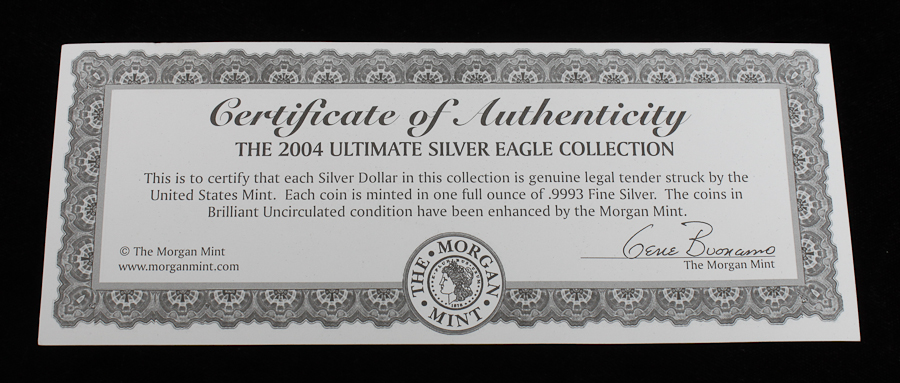 Certificate of Authenticity
THE 2004 ULTIMATE SILVER EAGLE COLLECTION
This is to certify that each Silver Dollar in this collection is genuine legal tender struck by the
United States Mint. Each coin is minted in one full ounce of .9993 Fine Silver. The coins in
Brilliant Uncirculated condition have been enhanced by the Morgan Mint.
Gene Buonamo
© The Morgan Mint
www.morganmint.com
The Morgan Mint
THE • MORGAN • MINT •